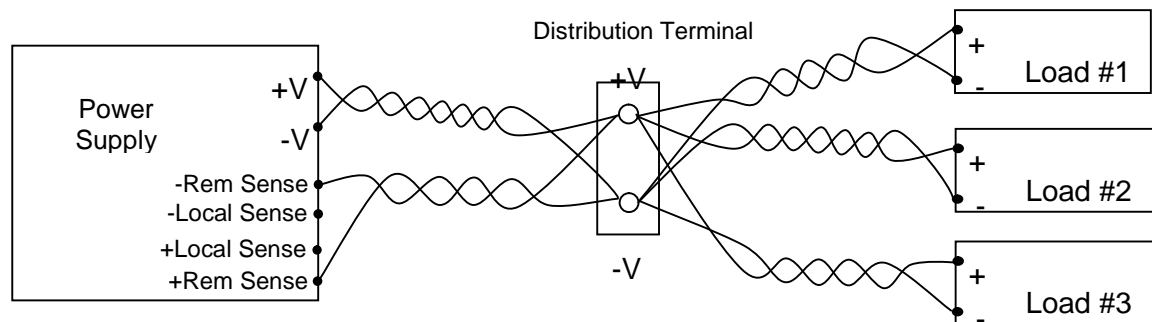 Distribution Terminal
Power
Supply
+V
-V
-Rem Sense
-Local Sense
+Local Sense
+Rem Sense
+V
-V
+
-
Load #1
+
-
Load #2
+
-
Load #3